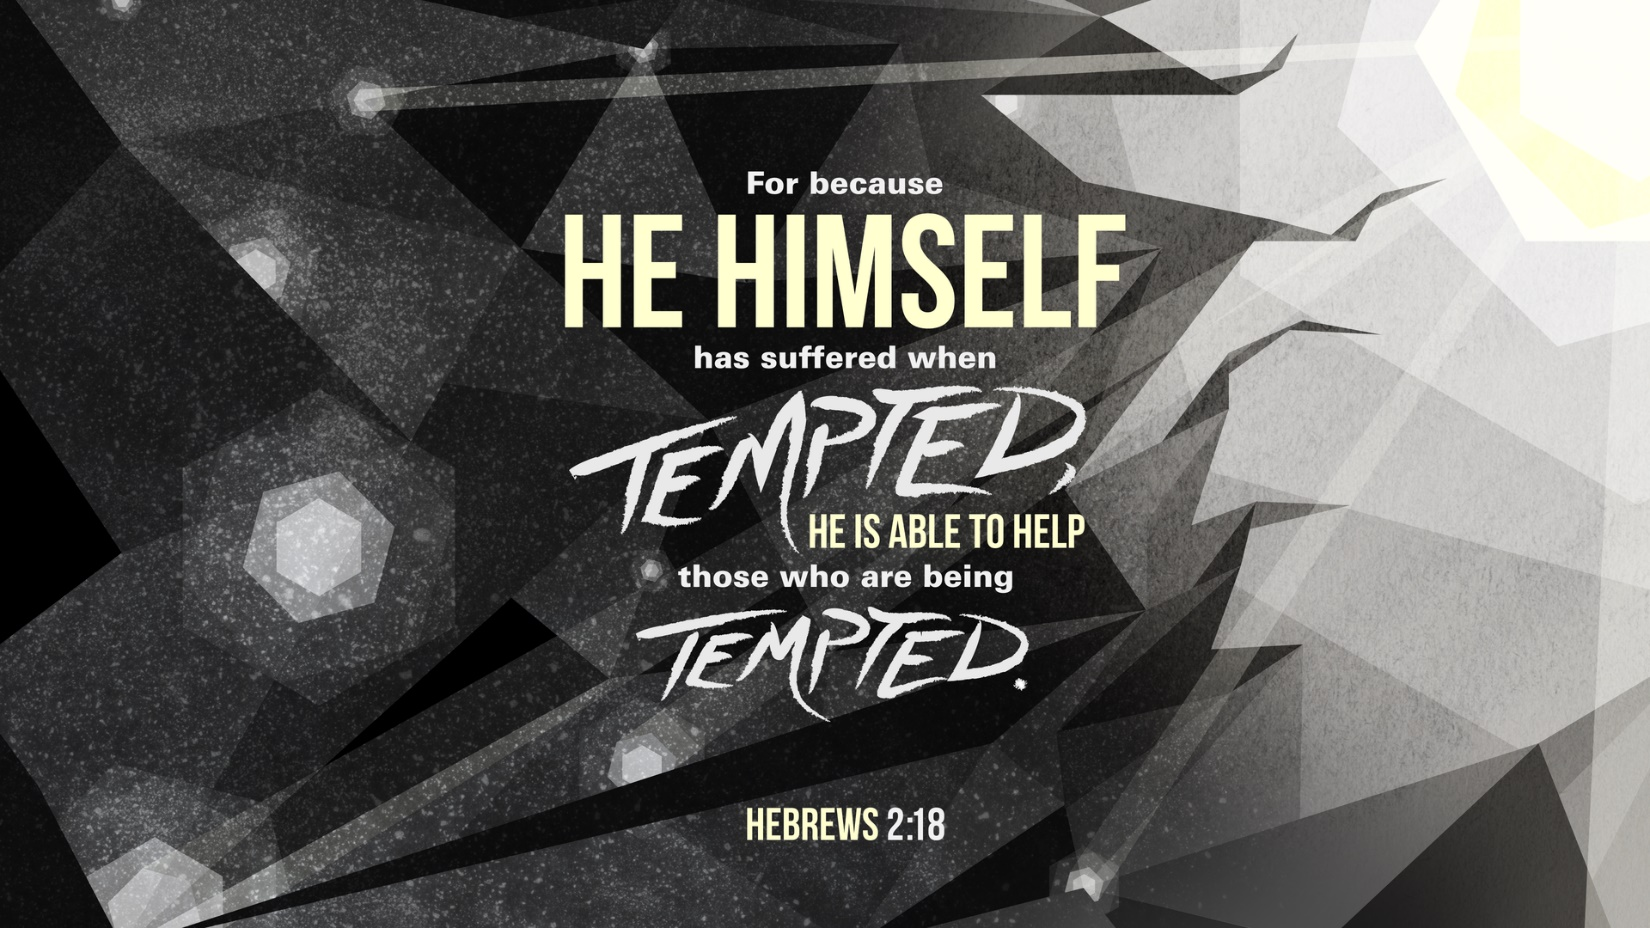 For because
HE HIMSELF
has suffered when
TEMPTED,
HE IS ABLE TO HELP
those who are being
TEMPTED.
HEBREWS 2:18